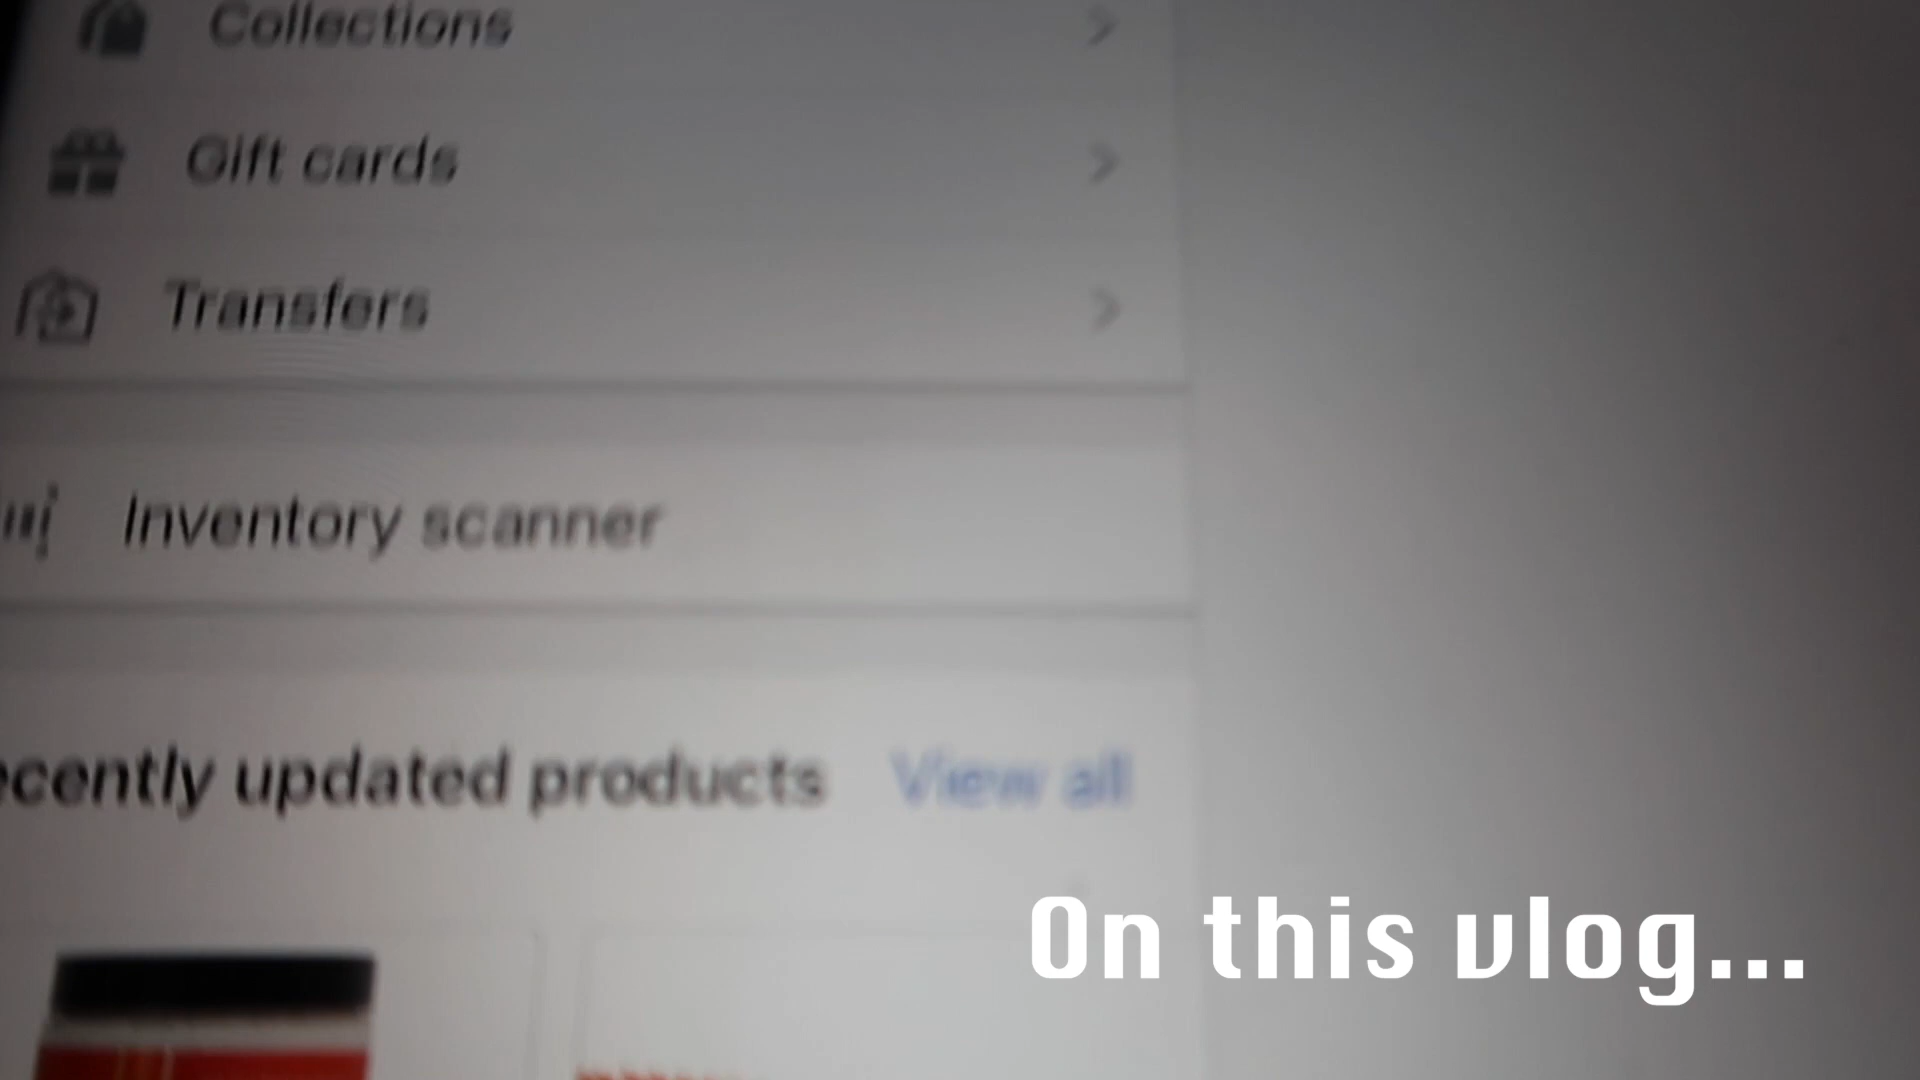 Collections
Gift cards
Transfers
Inventory scanner
ecently updated products View all
On this vlog...